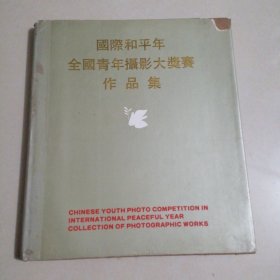 國際和平年
全國青年攝影大獎賽
作品集
CHINESE YOUTH PHOTO COMPETITION IN
INTERNATIONAL PEACEFUL YEAR
COLLECTION OF PHOTOGRAPHIC WORKS